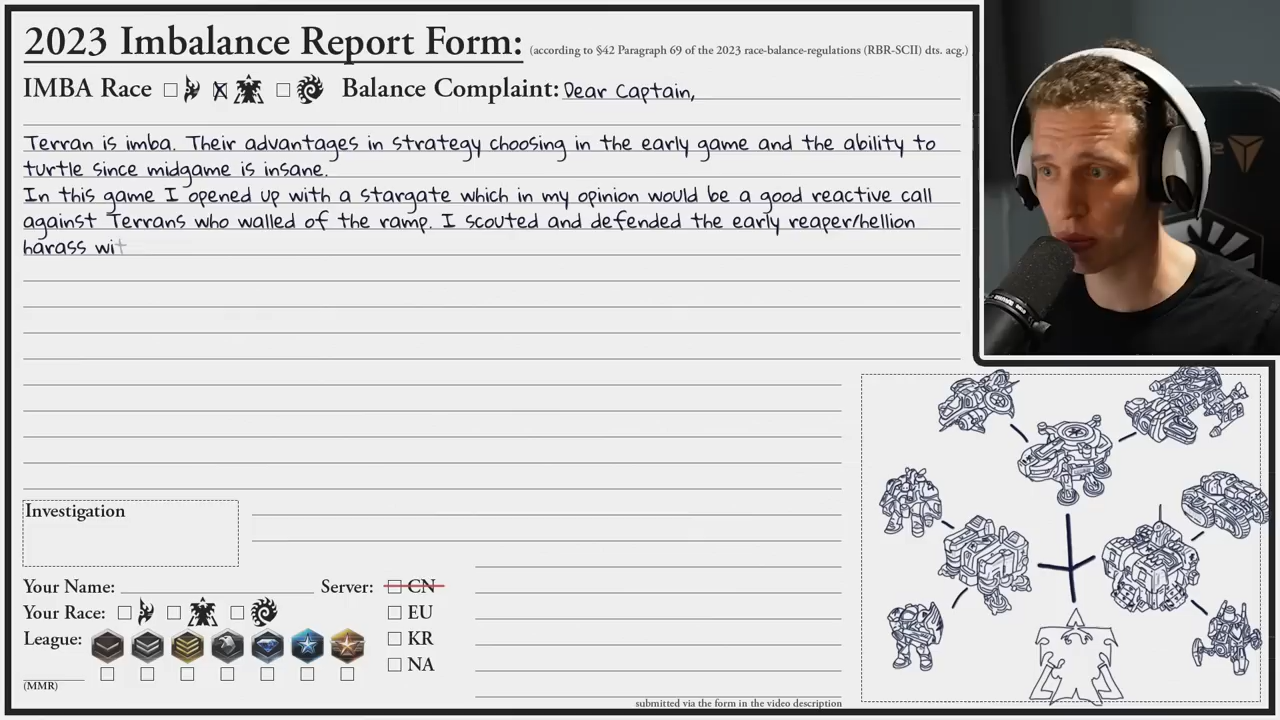 2023 Imbalance Report Form: (according to §42 Paragraph 69 of the 2023 race-balance-regulations (RBR-SCII) dts. acg.)
IMBA Race Balance Complaint: Dear Captain,
Terran is imba. Their advantages in strategy choosing in the early game and the ability to
turtle since midgame is insane.
In this game I opened up with a stargate which in my opinion would be a good reactive call
against Terrans who walled of the ramp. I scouted and defended the early reaper/hellion
harass wit
Investigation
Your Name: Server: CN
Your Race: EU
League: KR
NA
(MMR)
submitted via the form in the video description